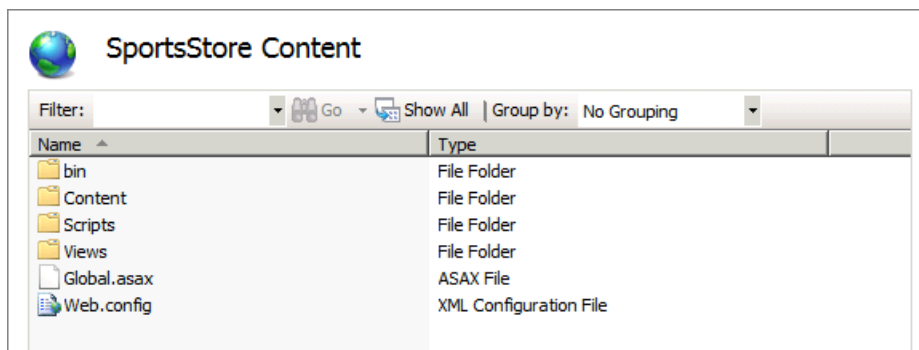 SportsStore Content
Filter: Go Show All | Group by: No Grouping
Name Type
bin File Folder
Content File Folder
Scripts File Folder
Views File Folder
Global.asax ASAX File
Web.config XML Configuration File